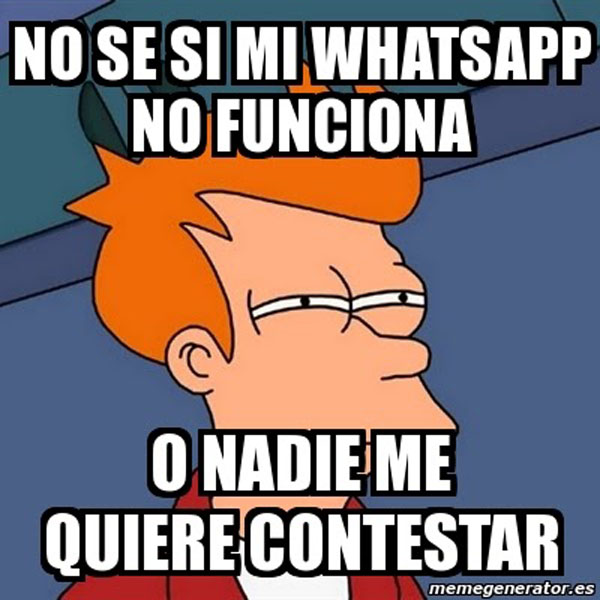 NO SE SI MI WHATSAPP
NO FUNCIONA
O NADIE ME
QUIERE CONTESTAR
memegenerator.es